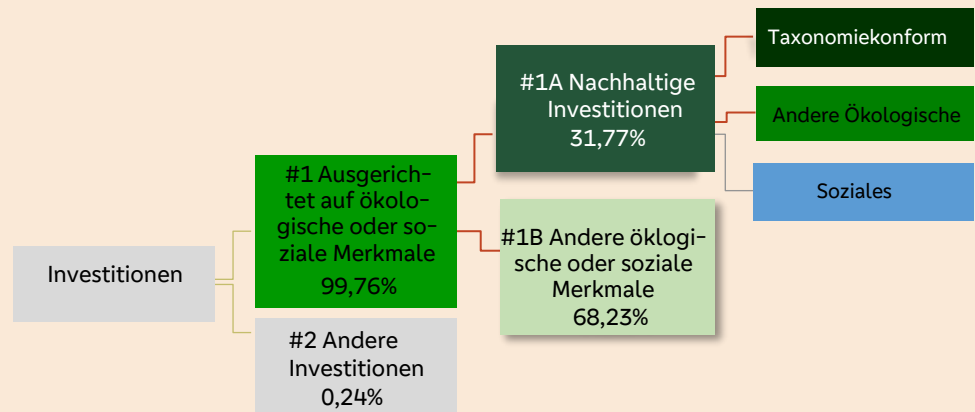 Investitionen
#1 Ausgerich-
tet auf ökolo-
gische oder so-
ziale Merkmale
99,76%
#2 Andere
Investitionen
0,24%
#1A Nachhaltige
Investitionen
31,77%
#1B Andere öklogi-
sche oder soziale
Merkmale
68,23%
Taxonomiekonform
Andere Ökologische
Soziales